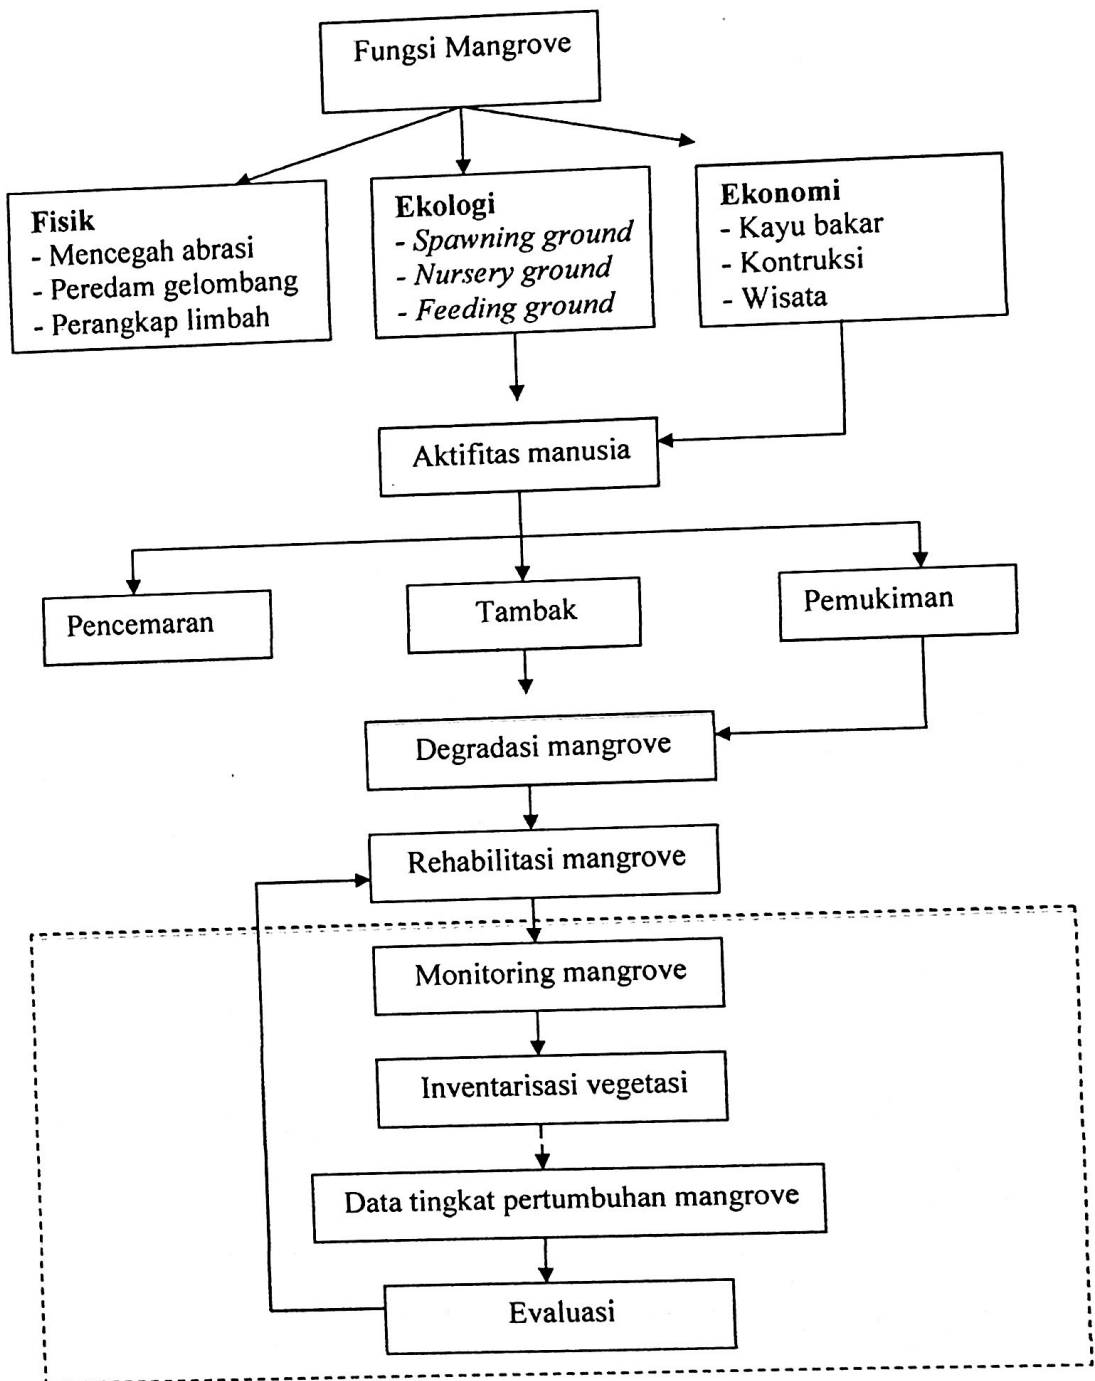 Fungsi Mangrove
Fisik
- Mencegah abrasi
- Peredam gelombang
- Perangkap limbah
Ekologi
- Spawning ground
- Nursery ground
- Feeding ground
Ekonomi
- Kayu bakar
- Kontruksi
- Wisata
Aktifitas manusia
Pencemaran
Tambak
Pemukiman
Degradasi mangrove
Rehabilitasi mangrove
Monitoring mangrove
Inventarisasi vegetasi
Data tingkat pertumbuhan mangrove
Evaluasi